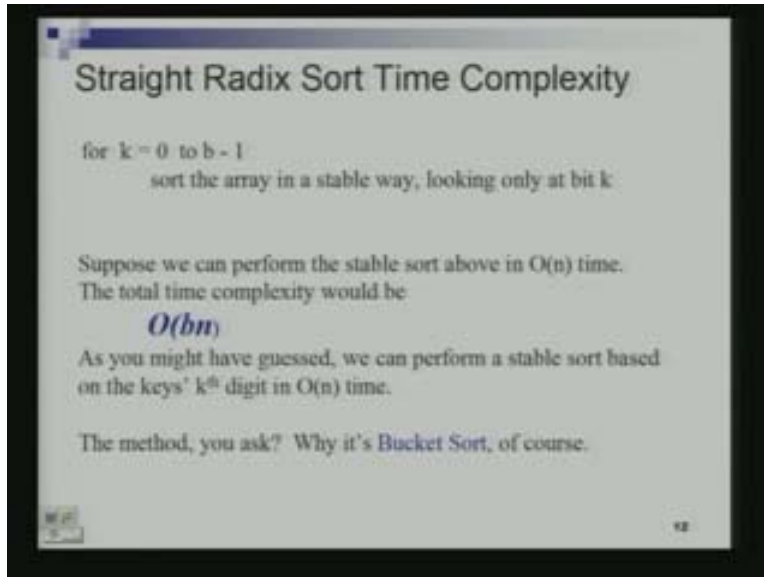 Straight Radix Sort Time Complexity
for k = 0 to b - 1
sort the array in a stable way, looking only at bit k
Suppose we can perform the stable sort above in O(n) time.
The total time complexity would be
O(bn)
As you might have guessed, we can perform a stable sort based
on the keys' kth digit in O(n) time.
The method, you ask? Why it's Bucket Sort, of course.
12